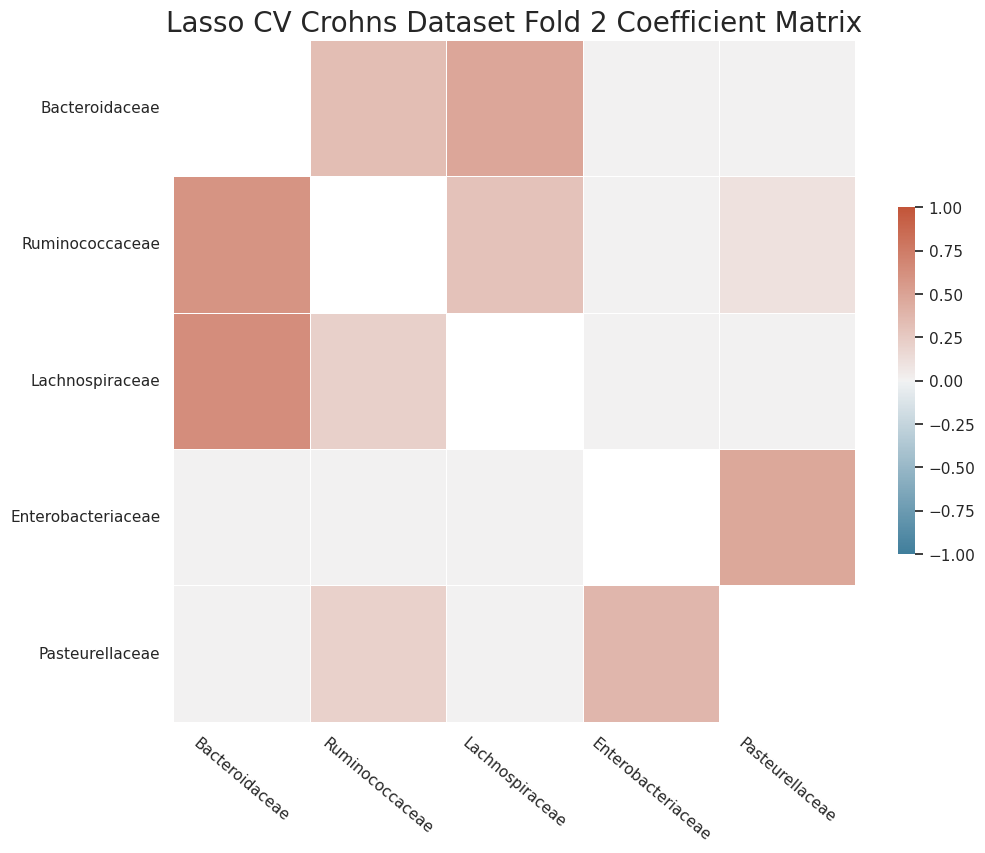 Lasso CV Crohns Dataset Fold 2 Coefficient Matrix
Bacteroidaceae
Ruminococcaceae
Lachnospiraceae
Enterobacteriaceae
Pasteurellaceae
1.00
0.75
0.50
0.25
0.00
−0.25
−0.50
−0.75
−1.00
Bacteroidaceae
Ruminococcaceae
Lachnospiraceae
Enterobacteriaceae
Pasteurellaceae